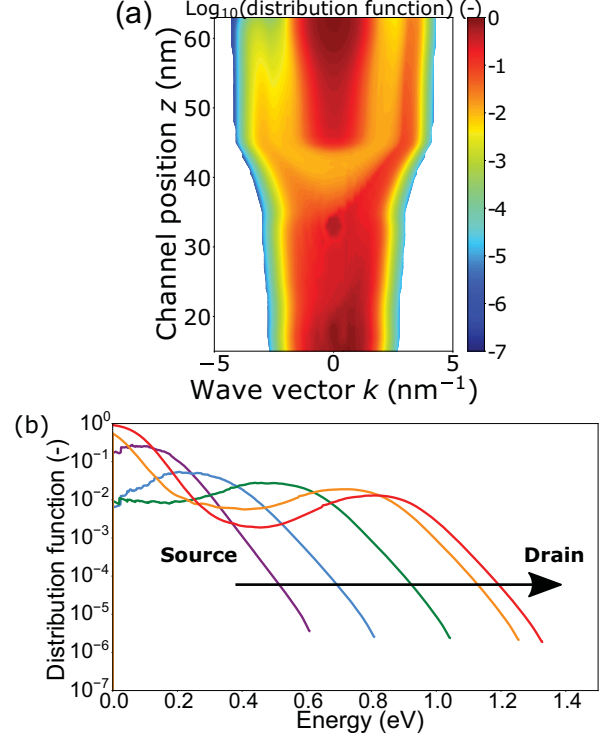 (a) Log₁₀(distribution function) (-)
Channel position z (nm)
60
50
40
30
20
−5
0
5
Wave vector k (nm⁻¹)
0
-1
-2
-3
-4
-5
-6
-7
(b)
Distribution function (-)
10⁰
10⁻¹
10⁻²
10⁻³
10⁻⁴
10⁻⁵
10⁻⁶
10⁻⁷
Source
Drain
0.0 0.2 0.4 0.6 0.8 1.0 1.2 1.4
Energy (eV)